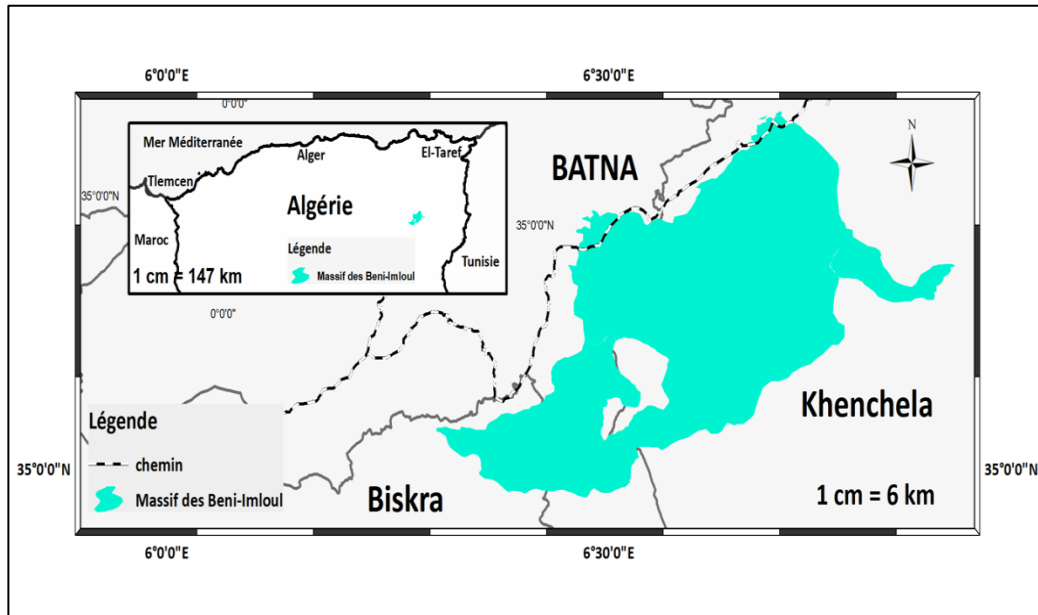 6°0'0"E
6°30'0"E
0°0'0"
N
Mer Méditerranée
Alger
El-Taref
BATNA
Tlemcen
35°0'0"N
Algérie
35°0'0"N
Maroc
Légende
Tunisie
1 cm = 147 km
Massif des Beni-Imloul
0°0'0"
Khenchela
Légende
chemin
35°0'0"N
35°0'0"N
Massif des Beni-Imloul
Biskra
1 cm = 6 km
6°0'0"E
6°30'0"E